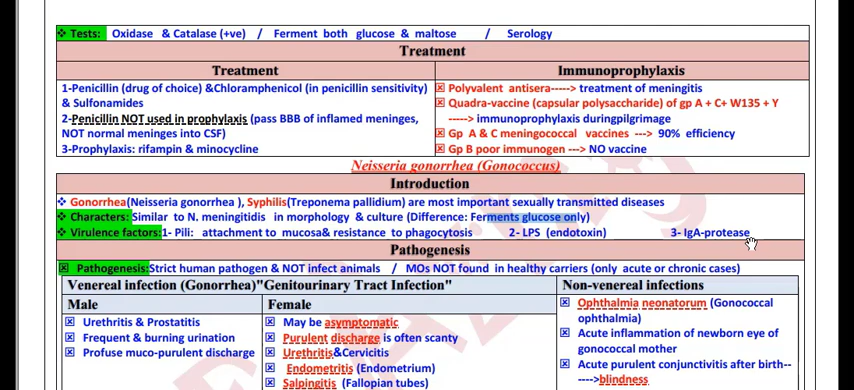 ❖ Tests: Oxidase & Catalase (+ve) / Ferment both glucose & maltose / Serology
Treatment
Treatment
1-Penicillin (drug of choice) &Chloramphenicol (in penicillin sensitivity)
& Sulfonamides
2-Penicillin NOT used in prophylaxis (pass BBB of inflamed meninges,
NOT normal meninges into CSF)
3-Prophylaxis: rifampin & minocycline
Immunoprophylaxis
Polyvalent antisera-----> treatment of meningitis
Quadra-vaccine (capsular polysaccharide) of gp A + C+ W135 + Y
-----> immunoprophylaxis duringpilgrimage
Gp A & C meningococcal vaccines ---> 90% efficiency
Gp B poor immunogen ---> NO vaccine
Neisseria gonorrhea (Gonococcus)
Introduction
❖ Gonorrhea(Neisseria gonorrhea ), Syphilis(Treponema pallidium) are most important sexually transmitted diseases
❖ Characters: Similar to N. meningitidis in morphology & culture (Difference: Ferments glucose only)
❖ Virulence factors:1- Pili: attachment to mucosa& resistance to phagocytosis 2- LPS (endotoxin) 3- IgA-protease
Pathogenesis
Pathogenesis:Strict human pathogen & NOT infect animals / MOs NOT found in healthy carriers (only acute or chronic cases)
Venereal infection (Gonorrhea)"Genitourinary Tract Infection"
Male
Urethritis & Prostatitis
Frequent & burning urination
Profuse muco-purulent discharge
Female
May be asymptomatic
Purulent discharge is often scanty
Urethritis&Cervicitis
Endometritis (Endometrium)
Salpingitis (Fallopian tubes)
Non-venereal infections
Ophthalmia neonatorum (Gonococcal
ophthalmia)
Acute inflammation of newborn eye of
gonococcal mother
Acute purulent conjunctivitis after birth--
---->blindness